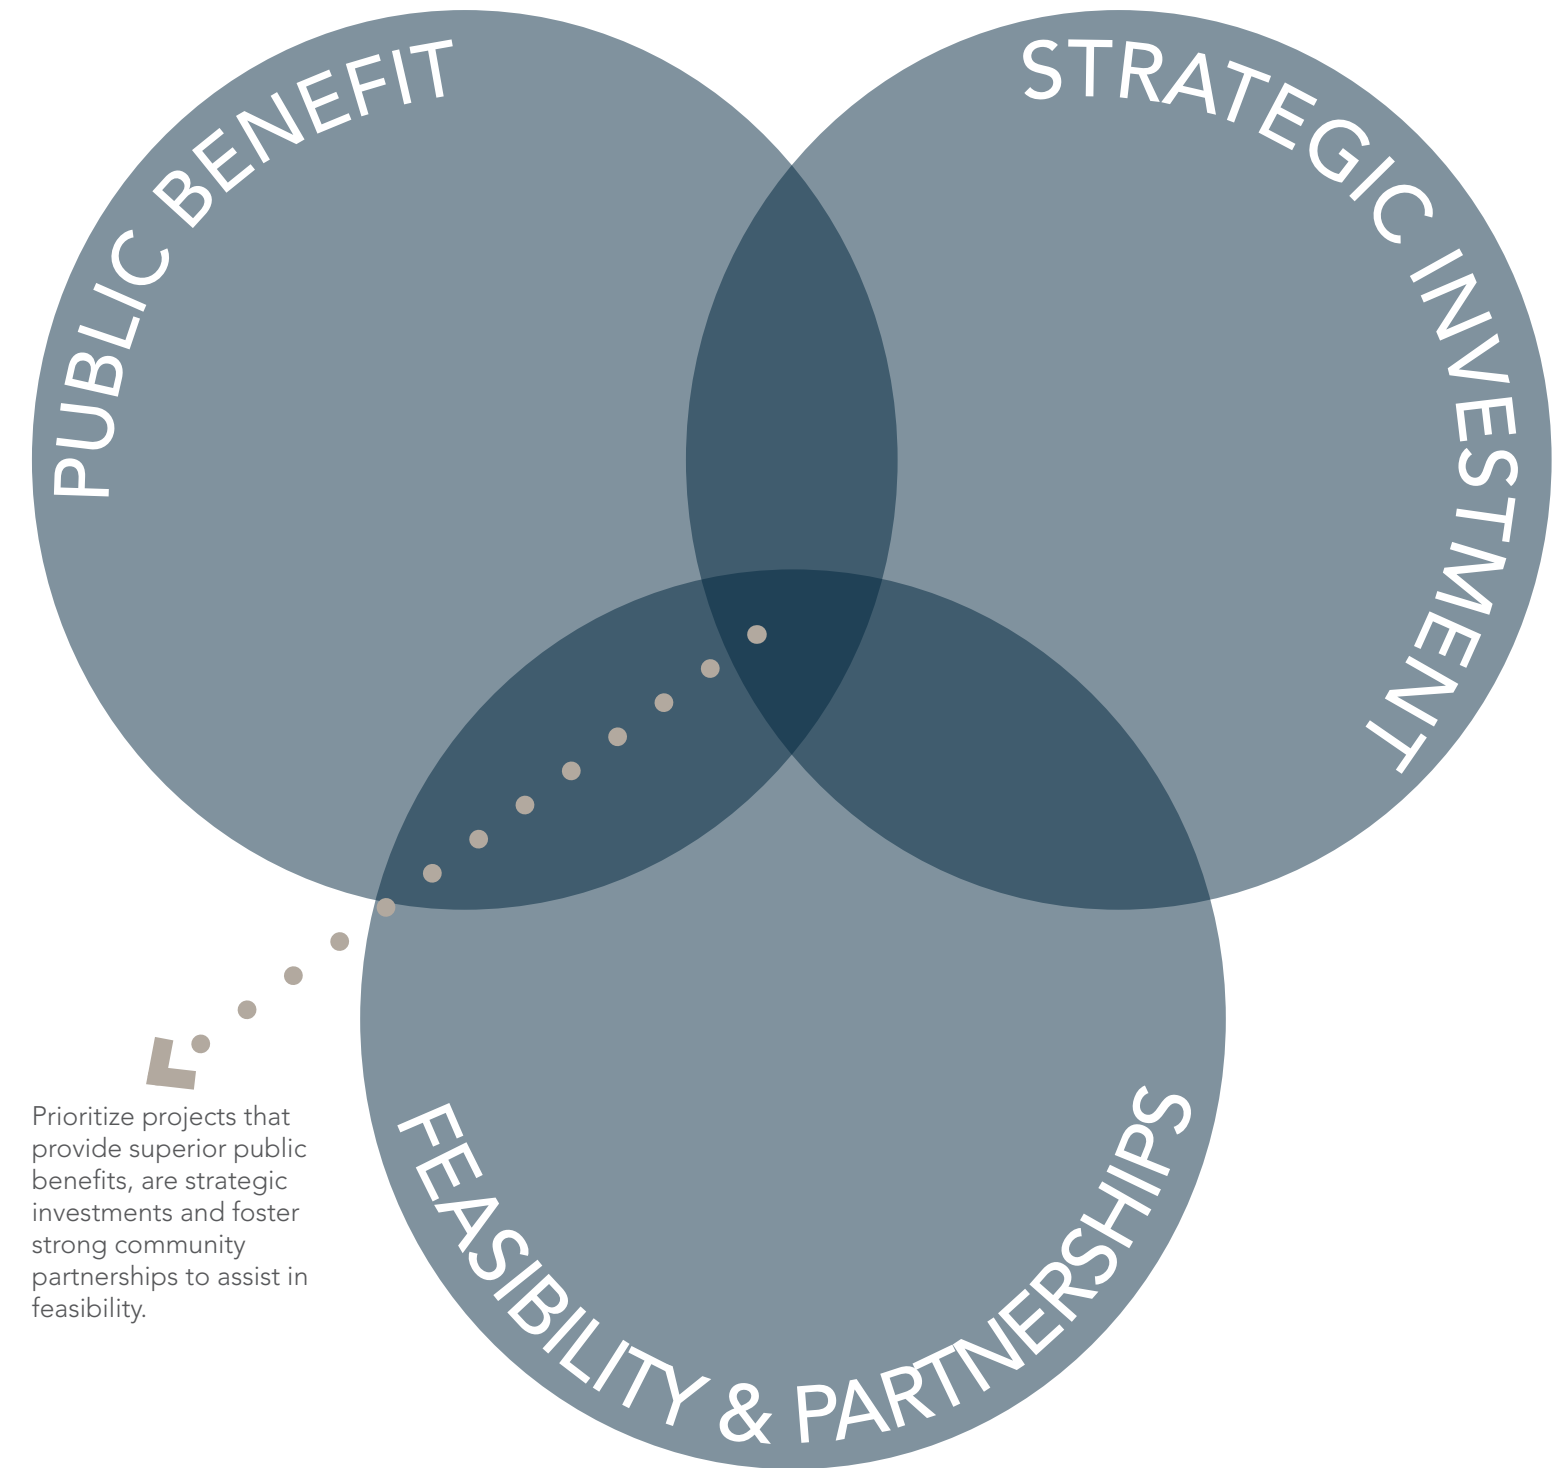 PUBLIC BENEFIT
STRATEGIC INVESTMENT
FEASIBILITY & PARTNERSHIPS
Prioritize projects that
provide superior public
benefits, are strategic
investments and foster
strong community
partnerships to assist in
feasibility.